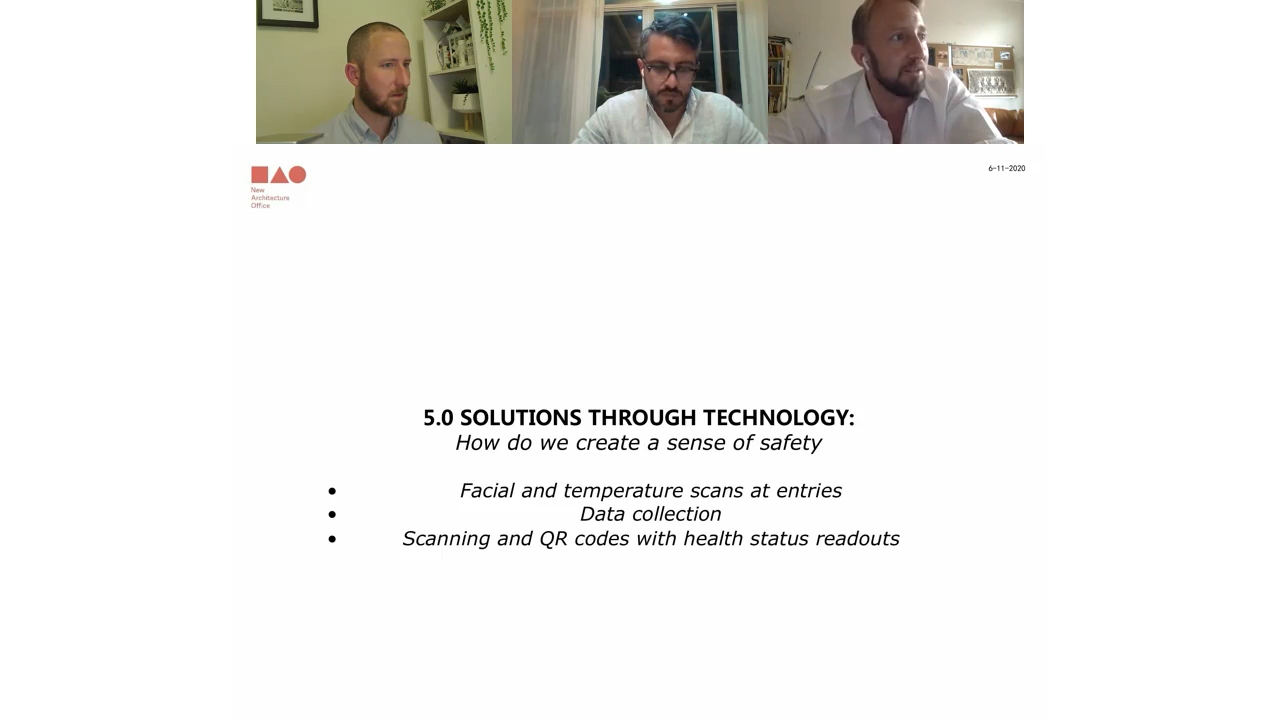 6-11-2020
New
Architecture
Office
5.0 SOLUTIONS THROUGH TECHNOLOGY:
How do we create a sense of safety
• Facial and temperature scans at entries
• Data collection
• Scanning and QR codes with health status readouts